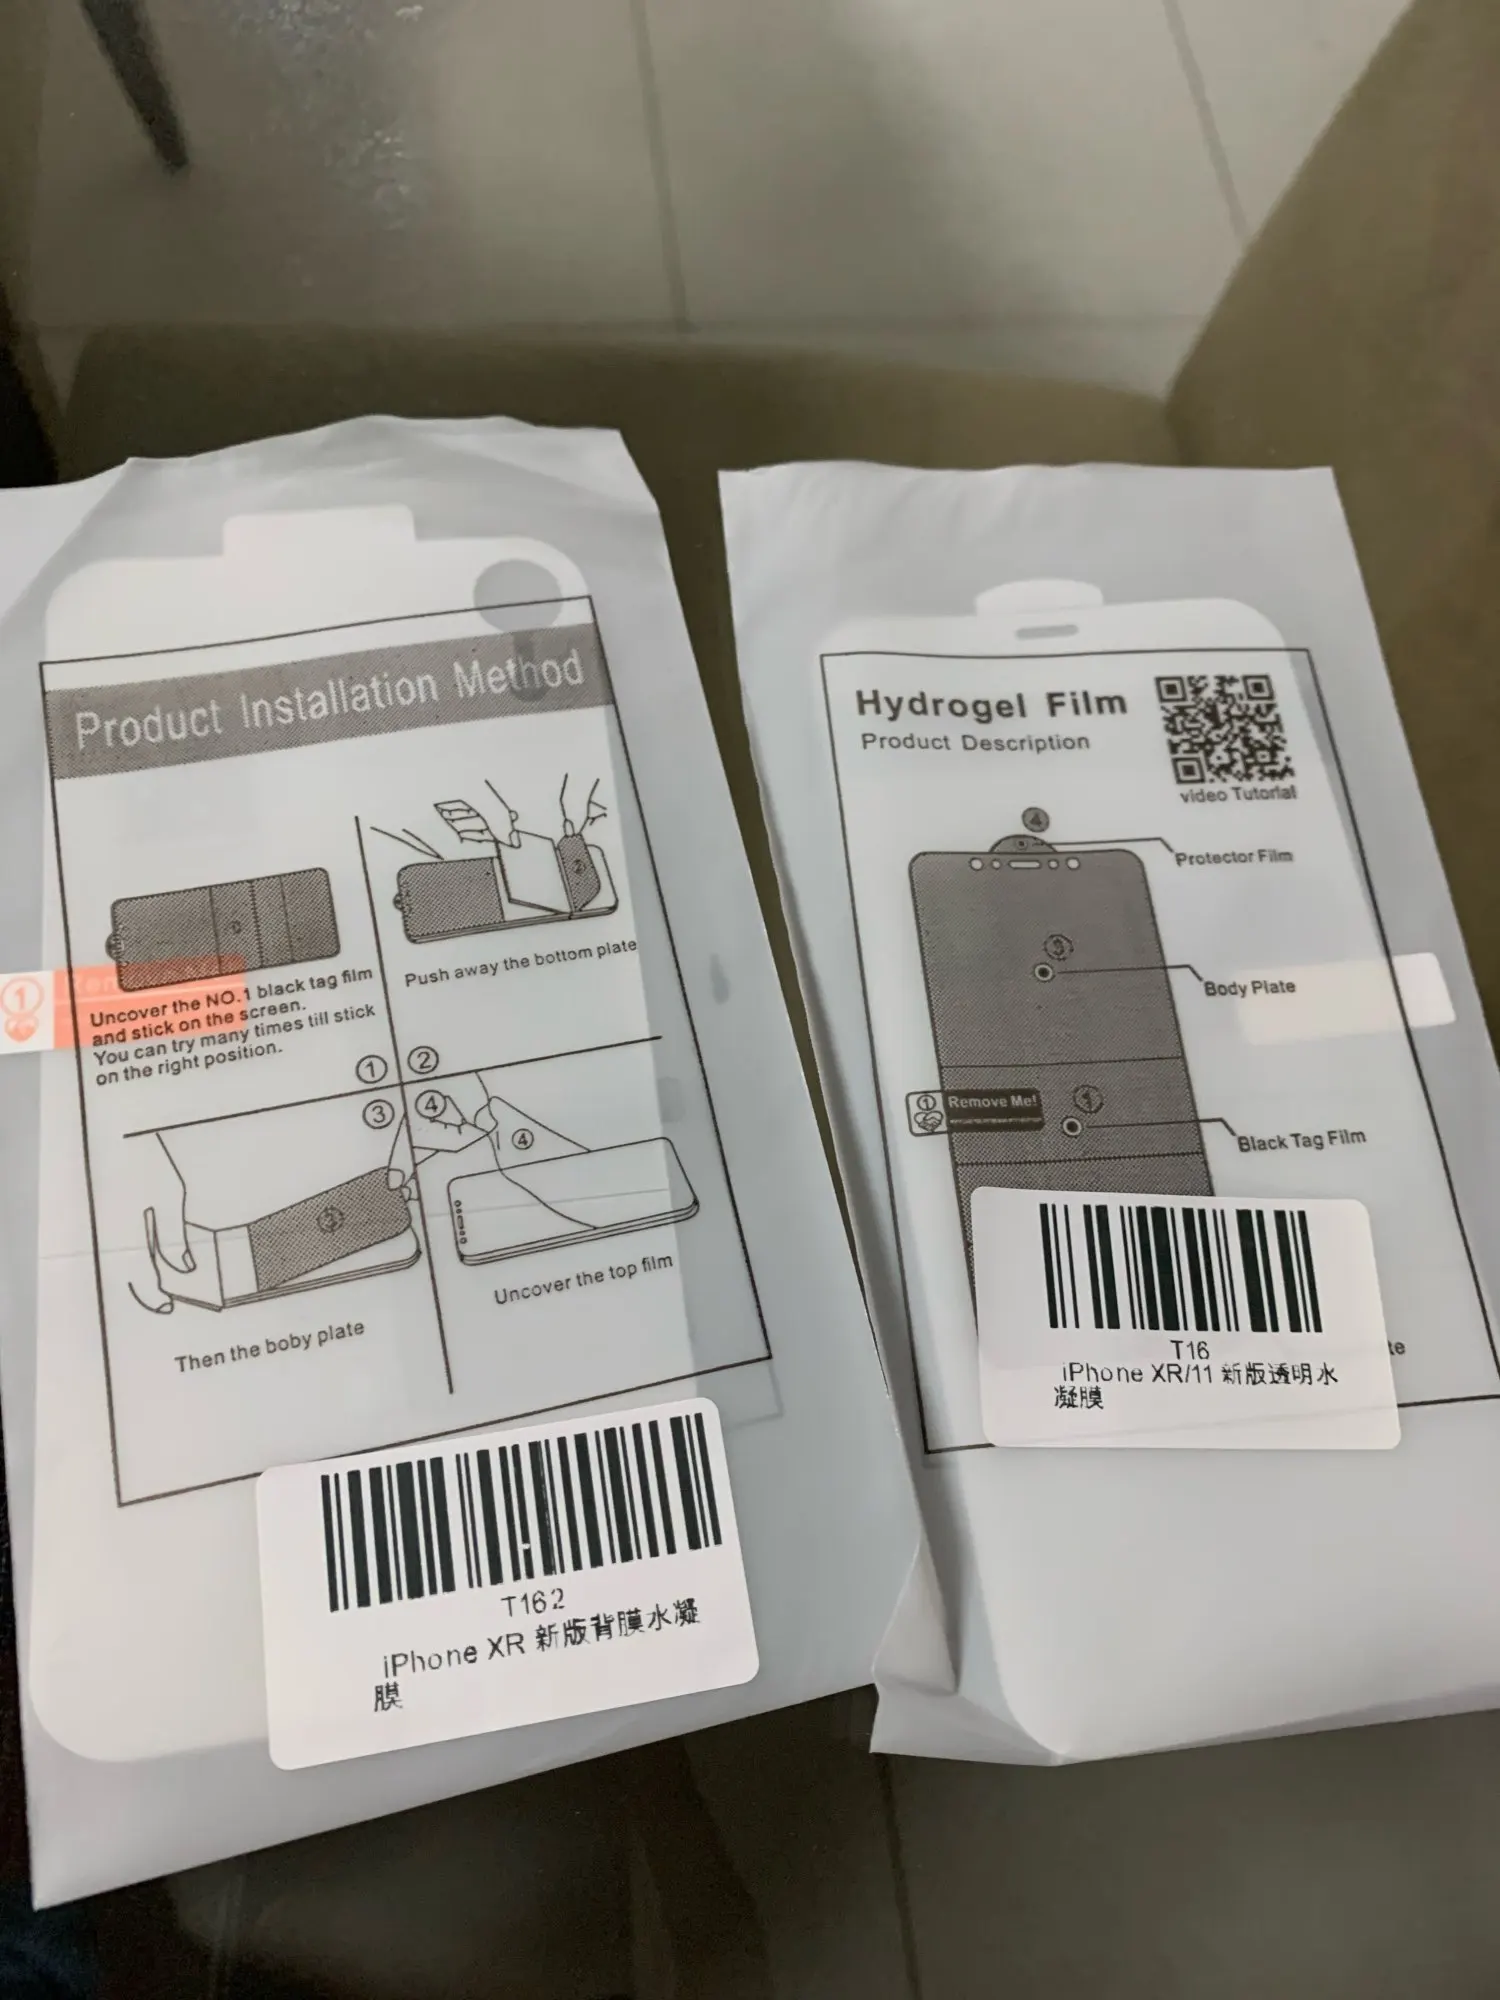 Product Installation Method
Uncover the NO.1 black tag film
and stick on the screen.
You can try many times till stick
on the right position.
Push away the bottom plate
①
②
③
④
④
③
Then the boby plate
Uncover the top film
①
T162
iPhone XR 新版背膜水凝
膜
Hydrogel Film
Product Description
video Tutorial
④
Protector Film
③
Body Plate
① Remove Me!
①
Black Tag Film
T16
iPhone XR/11 新版透明水
凝膜